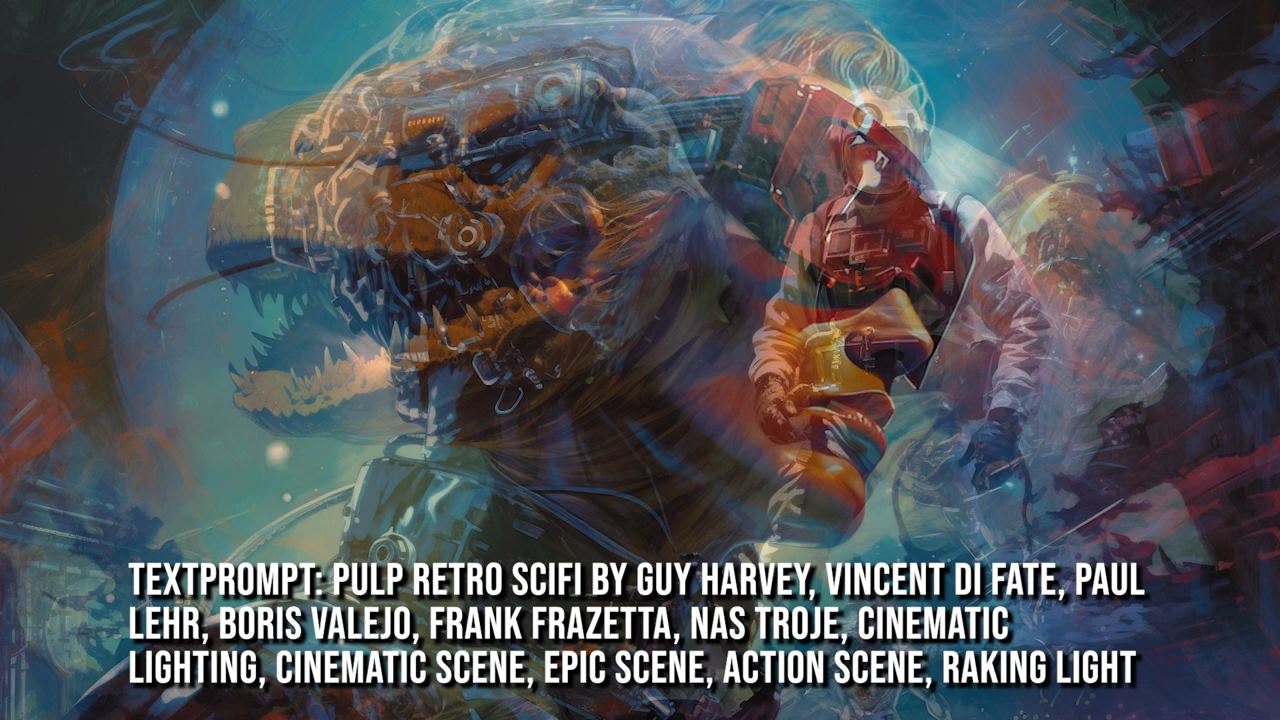 TEXTPROMPT: PULP RETRO SCIFI BY GUY HARVEY, VINCENT DI FATE, PAUL
LEHR, BORIS VALEJO, FRANK FRAZETTA, NAS TROJE, CINEMATIC
LIGHTING, CINEMATIC SCENE, EPIC SCENE, ACTION SCENE, RAKING LIGHT